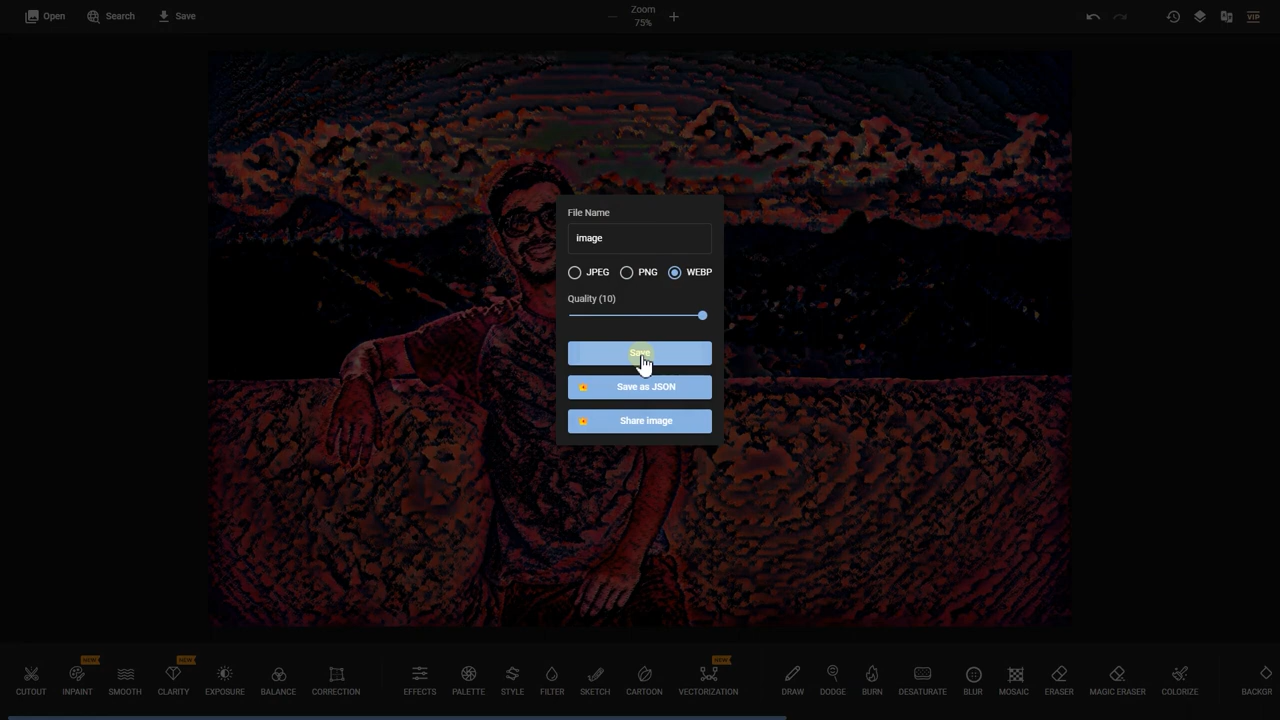 Open Search Save
Zoom
75%
VIP
File Name
image
JPEG PNG WEBP
Quality (10)
Save
Save as JSON
Share image
NEW NEW NEW
CUTOUT INPAINT SMOOTH CLARITY EXPOSURE BALANCE CORRECTION EFFECTS PALETTE STYLE FILTER SKETCH CARTOON VECTORIZATION DRAW DODGE BURN DESATURATE BLUR MOSAIC ERASER MAGIC ERASER COLORIZE BACKGR